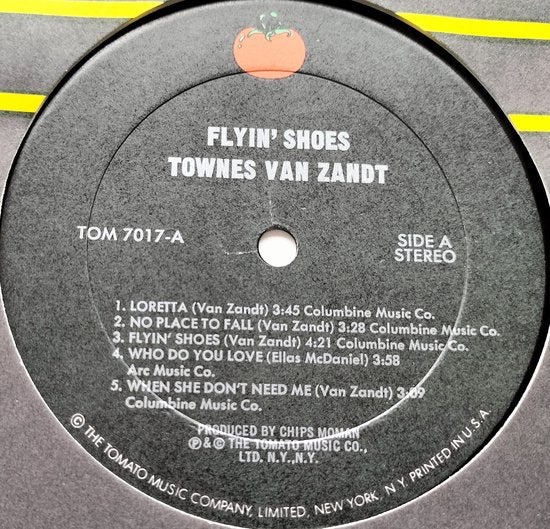 FLYIN' SHOES
TOWNES VAN ZANDT
TOM 7017-A
SIDE A
STEREO
1. LORETTA (Van Zandt) 3:45 Columbine Music Co.
2. NO PLACE TO FALL (Van Zandt) 3:28 Columbine Music Co.
3. FLYIN' SHOES (Van Zandt) 4:21 Columbine Music Co.
4. WHO DO YOU LOVE (Ellas McDaniel) 3:58
Arc Music Co.
5. WHEN SHE DON'T NEED ME (Van Zandt) 3:09
Columbine Music Co.
PRODUCED BY CHIPS MOMAN
℗ & © THE TOMATO MUSIC CO.,
LTD. N.Y.,N.Y.
© THE TOMATO MUSIC COMPANY, LIMITED, NEW YORK, N.Y. PRINTED IN U.S.A.